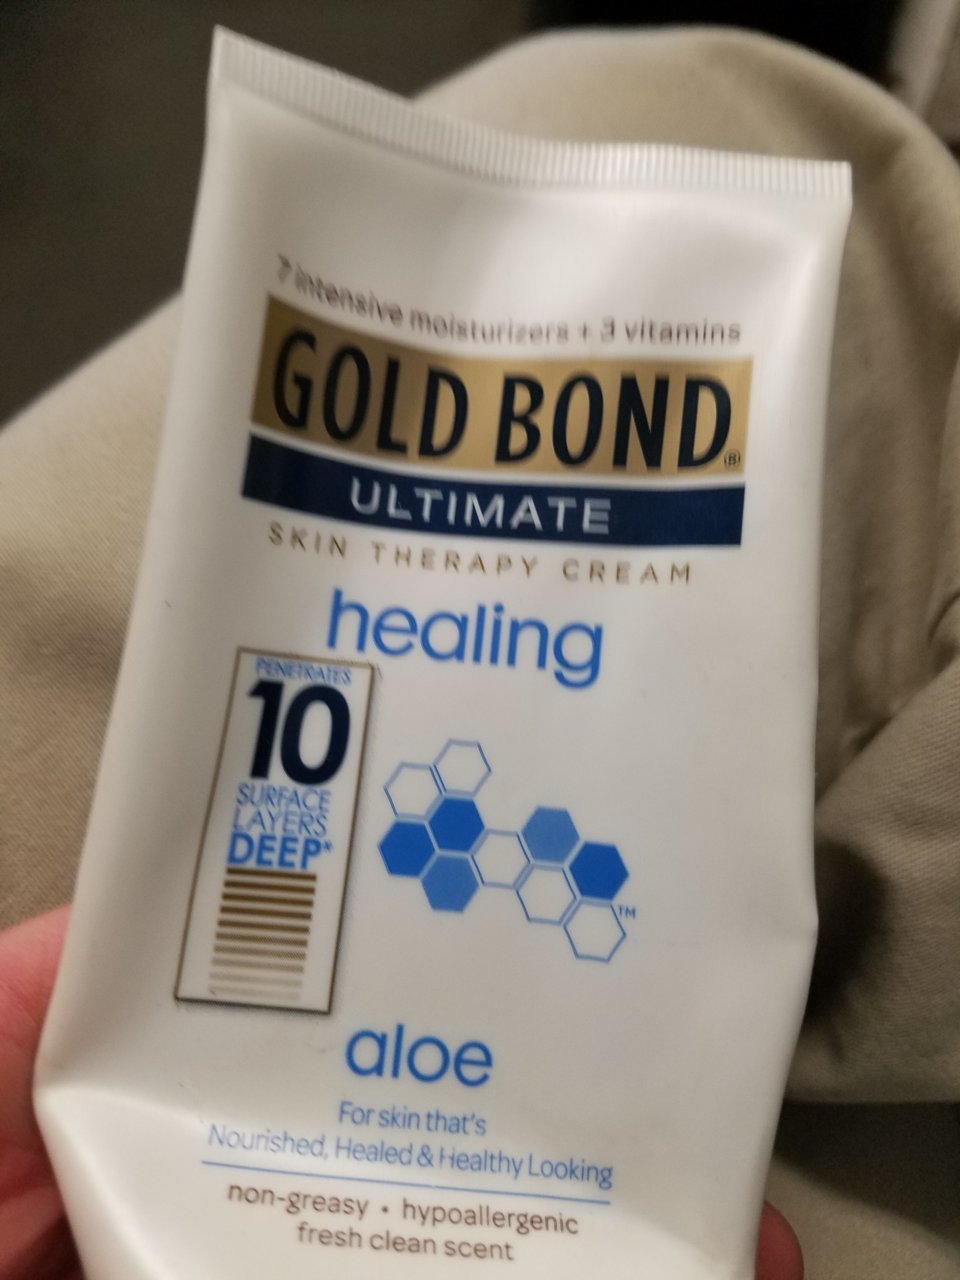 7 intensive moisturizers + 3 vitamins
GOLD BOND®
ULTIMATE
SKIN THERAPY CREAM
healing
PENETRATES
10
SURFACE
LAYERS
DEEP*
TM
aloe
For skin that's
Nourished, Healed & Healthy Looking
non-greasy • hypoallergenic
fresh clean scent